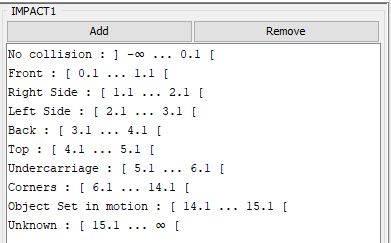 IMPACT1
Add Remove
No collision : ] -∞ ... 0.1 [
Front : [ 0.1 ... 1.1 [
Right Side : [ 1.1 ... 2.1 [
Left Side : [ 2.1 ... 3.1 [
Back : [ 3.1 ... 4.1 [
Top : [ 4.1 ... 5.1 [
Undercarriage : [ 5.1 ... 6.1 [
Corners : [ 6.1 ... 14.1 [
Object Set in motion : [ 14.1 ... 15.1 [
Unknown : [ 15.1 ... ∞ [